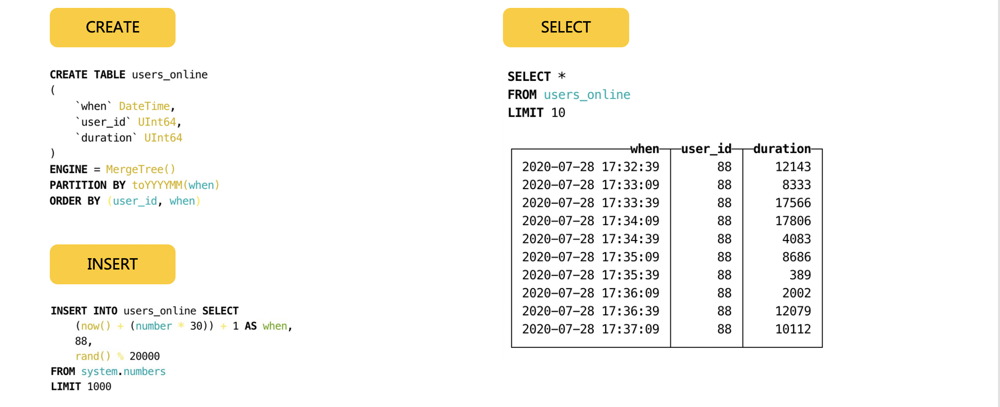 CREATE
CREATE TABLE users_online
(
    `when` DateTime,
    `user_id` UInt64,
    `duration` UInt64
)
ENGINE = MergeTree()
PARTITION BY toYYYYMM(when)
ORDER BY (user_id, when)
INSERT
INSERT INTO users_online SELECT
    (now() + (number * 30)) + 1 AS when,
    88,
    rand() % 20000
FROM system.numbers
LIMIT 1000
SELECT
SELECT *
FROM users_online
LIMIT 10
when user_id duration
2020-07-28 17:32:39 88 12143
2020-07-28 17:33:09 88 8333
2020-07-28 17:33:39 88 17566
2020-07-28 17:34:09 88 17806
2020-07-28 17:34:39 88 4083
2020-07-28 17:35:09 88 8686
2020-07-28 17:35:39 88 389
2020-07-28 17:36:09 88 2002
2020-07-28 17:36:39 88 12079
2020-07-28 17:37:09 88 10112